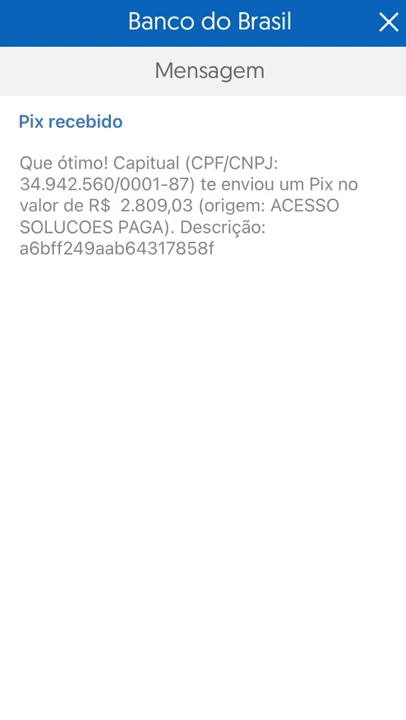 Banco do Brasil
Mensagem
Pix recebido
Que ótimo! Capitual (CPF/CNPJ:
34.942.560/0001-87) te enviou um Pix no
valor de R$  2.809,03 (origem: ACESSO
SOLUCOES PAGA). Descrição:
a6bff249aab64317858f